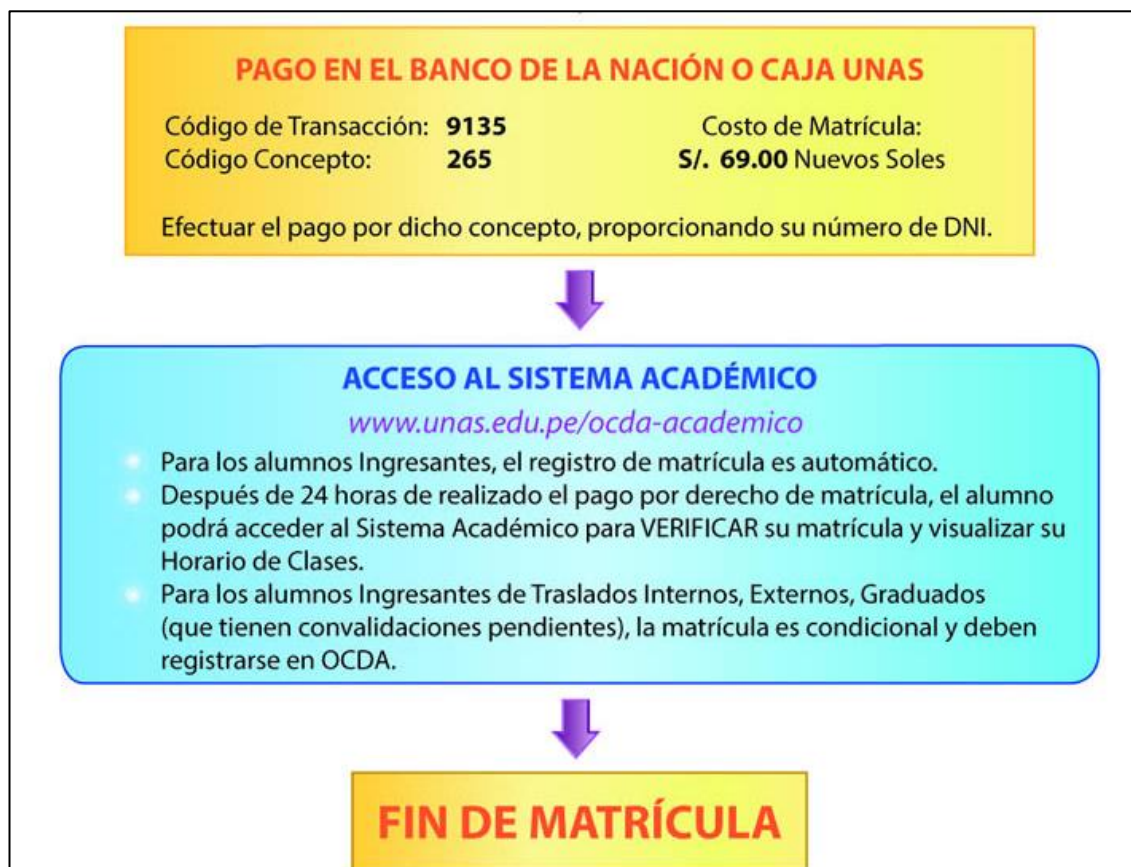 PAGO EN EL BANCO DE LA NACIÓN O CAJA UNAS
Código de Transacción: 9135
Código Concepto: 265
Costo de Matrícula:
S/. 69.00 Nuevos Soles
Efectuar el pago por dicho concepto, proporcionando su número de DNI.
ACCESO AL SISTEMA ACADÉMICO
www.unas.edu.pe/ocda-academico
Para los alumnos Ingresantes, el registro de matrícula es automático.
Después de 24 horas de realizado el pago por derecho de matrícula, el alumno
podrá acceder al Sistema Académico para VERIFICAR su matrícula y visualizar su
Horario de Clases.
Para los alumnos Ingresantes de Traslados Internos, Externos, Graduados
(que tienen convalidaciones pendientes), la matrícula es condicional y deben
registrarse en OCDA.
FIN DE MATRÍCULA